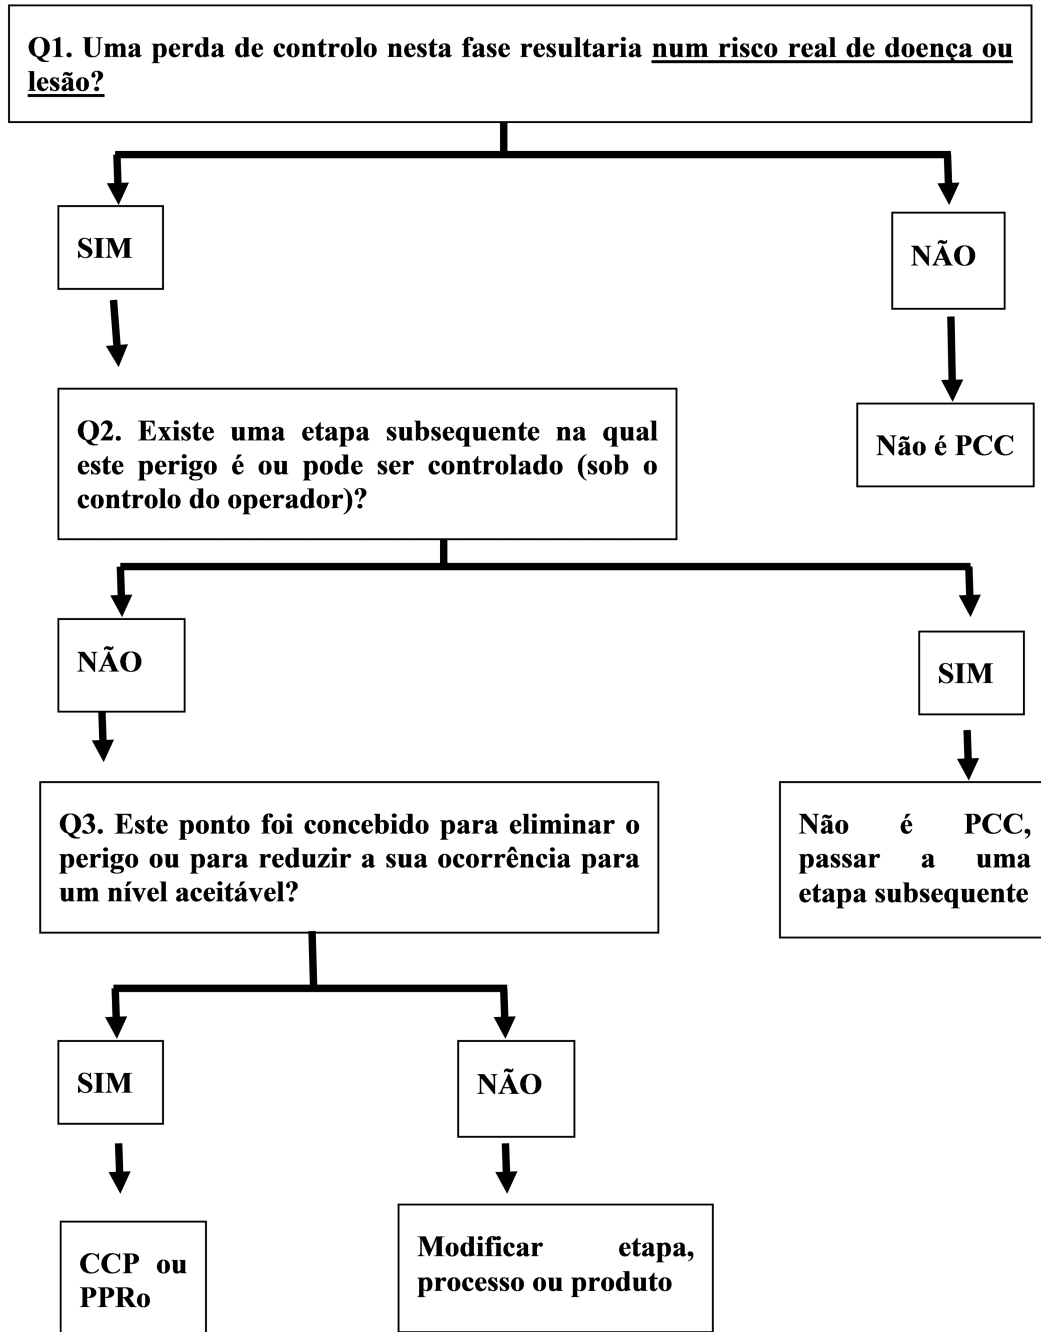 Q1. Uma perda de controlo nesta fase resultaria num risco real de doença ou
lesão?
SIM
NÃO
Q2. Existe uma etapa subsequente na qual
este perigo é ou pode ser controlado (sob o
controlo do operador)?
Não é PCC
NÃO
SIM
Q3. Este ponto foi concebido para eliminar o
perigo ou para reduzir a sua ocorrência para
um nível aceitável?
Não é PCC,
passar a uma
etapa subsequente
SIM
NÃO
CCP ou
PPRo
Modificar etapa,
processo ou produto